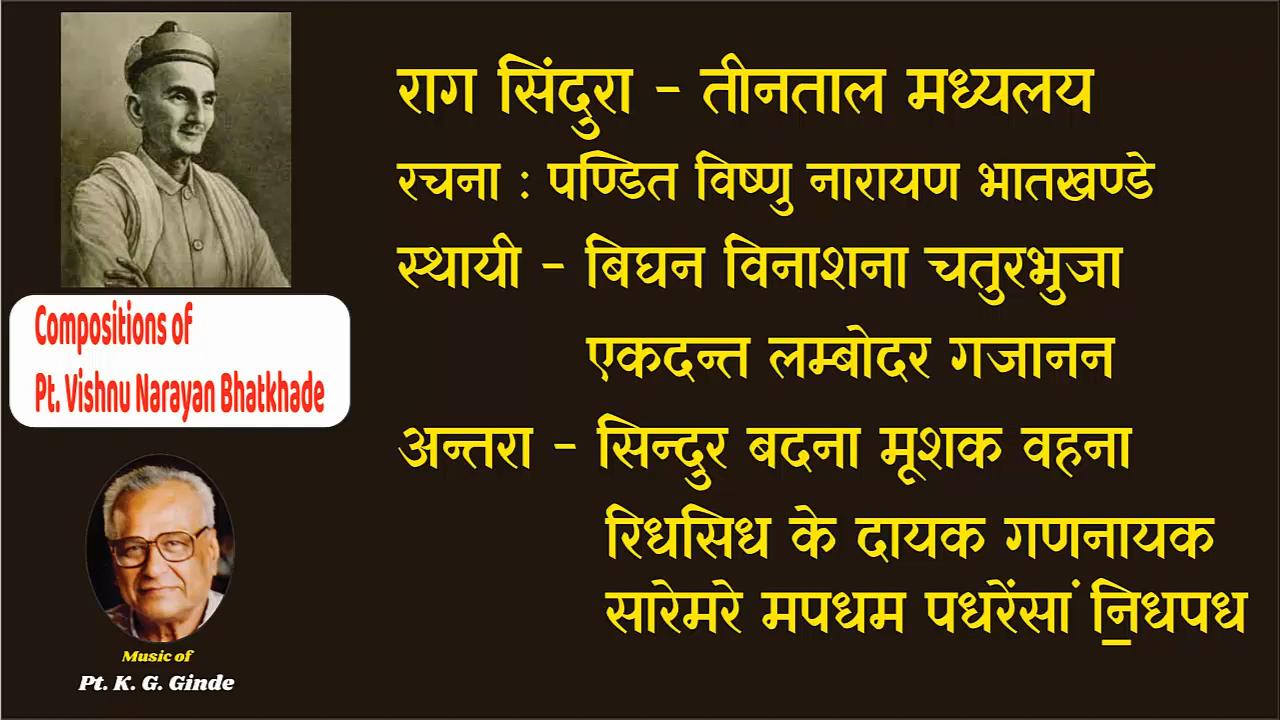 राग सिंदुरा - तीनताल मध्यलय
रचना : पण्डित विष्णु नारायण भातखण्डे
स्थायी - बिघन विनाशना चतुरभुजा
एकदन्त लम्बोदर गजानन
अन्तरा - सिन्दुर बदना मूशक वहना
रिधसिध के दायक गणनायक
सारेमरे मपधम पधरेंसां नि॒धपध
Compositions of
Pt. Vishnu Narayan Bhatkhade
Music of
Pt. K. G. Ginde